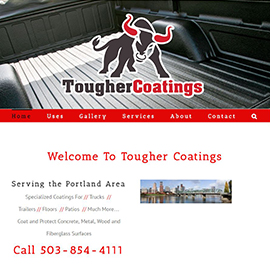 TougherCoatings
Home Uses Gallery Services About Contact
Welcome To Tougher Coatings
Serving the Portland Area
Specialized Coatings For // Trucks //
Trailers // Floors // Patios // Much More ...
Coat and Protect Concrete, Metal, Wood and
Fiberglass Surfaces
Call 503-854-4111